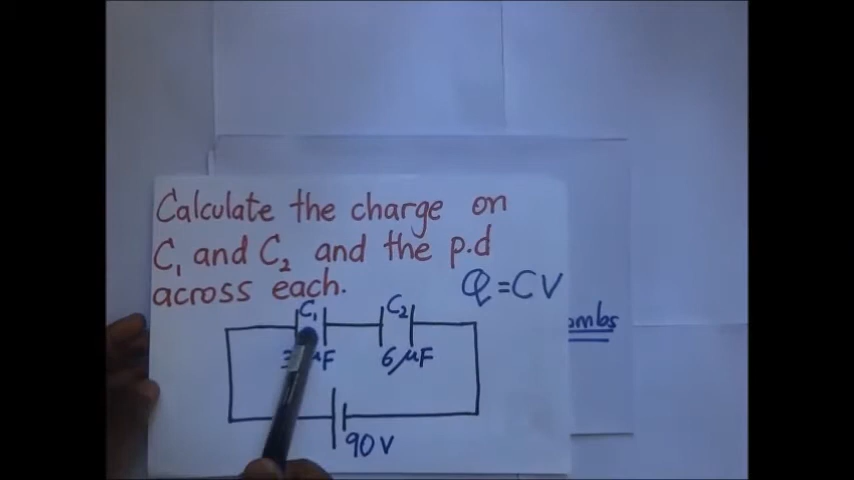 Calculate the charge on
C₁ and C₂ and the p.d
across each.
Q=CV
C₁ C₂
μF 6μF
90V